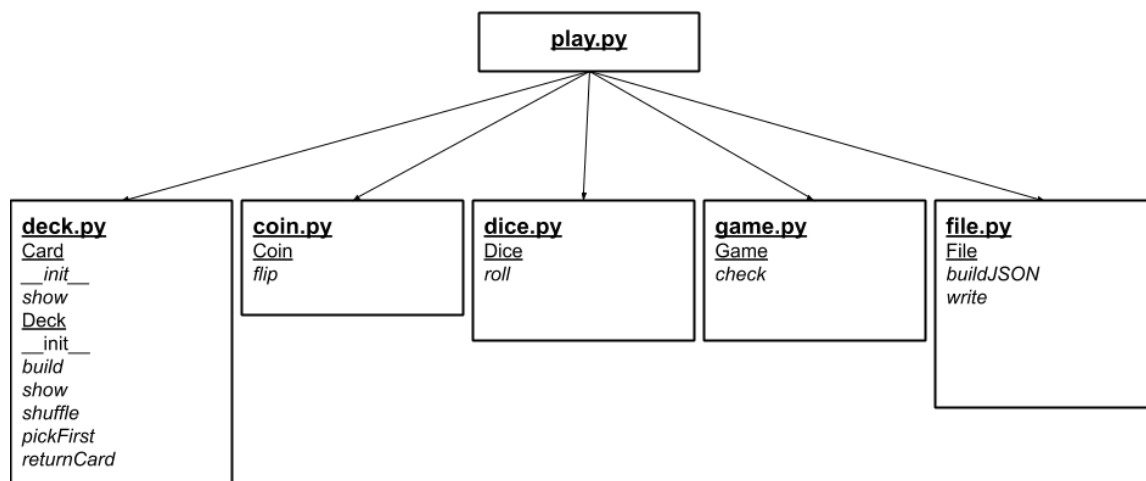 play.py
deck.py
Card
__init__
show
Deck
__init__
build
show
shuffle
pickFirst
returnCard
coin.py
Coin
flip
dice.py
Dice
roll
game.py
Game
check
file.py
File
buildJSON
write